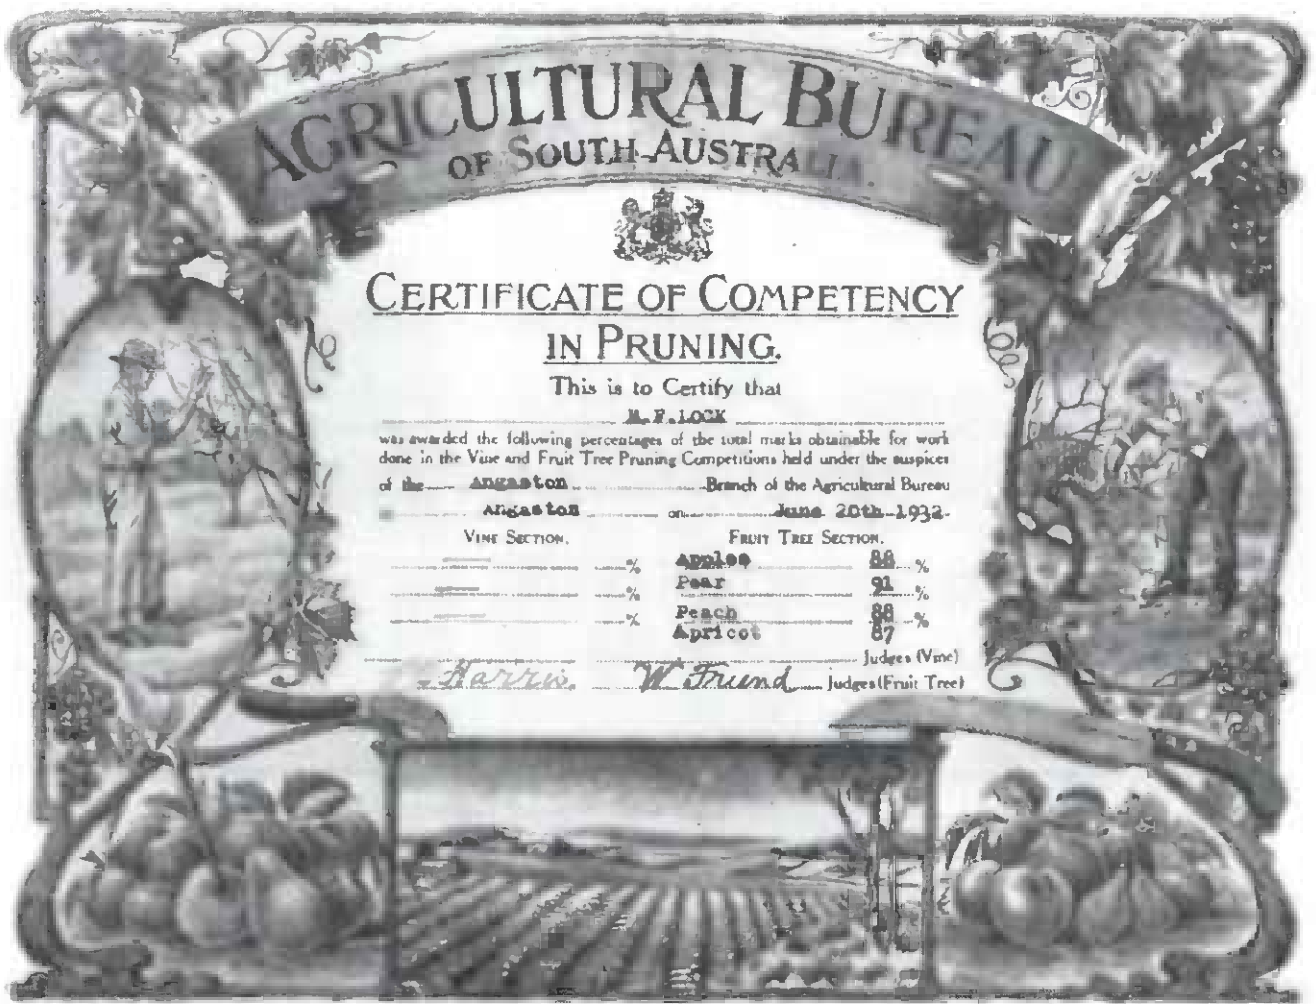 AGRICULTURAL BUREAU
OF SOUTH-AUSTRALIA.
CERTIFICATE OF COMPETENCY
IN PRUNING.
This is to Certify that
M. F. LOCK
was awarded the following percentages of the total marks obtainable for work
done in the Vine and Fruit Tree Pruning Competitions held under the auspices
of the Angaston Branch of the Agricultural Bureau
Angaston on June 20th 1932.
VINE SECTION. FRUIT TREE SECTION.
% Apples 88 %
% Pear 91 %
% Peach 88 %
Apricot 87
Judges (Vine)
Harris. W Friend Judges (Fruit Tree)